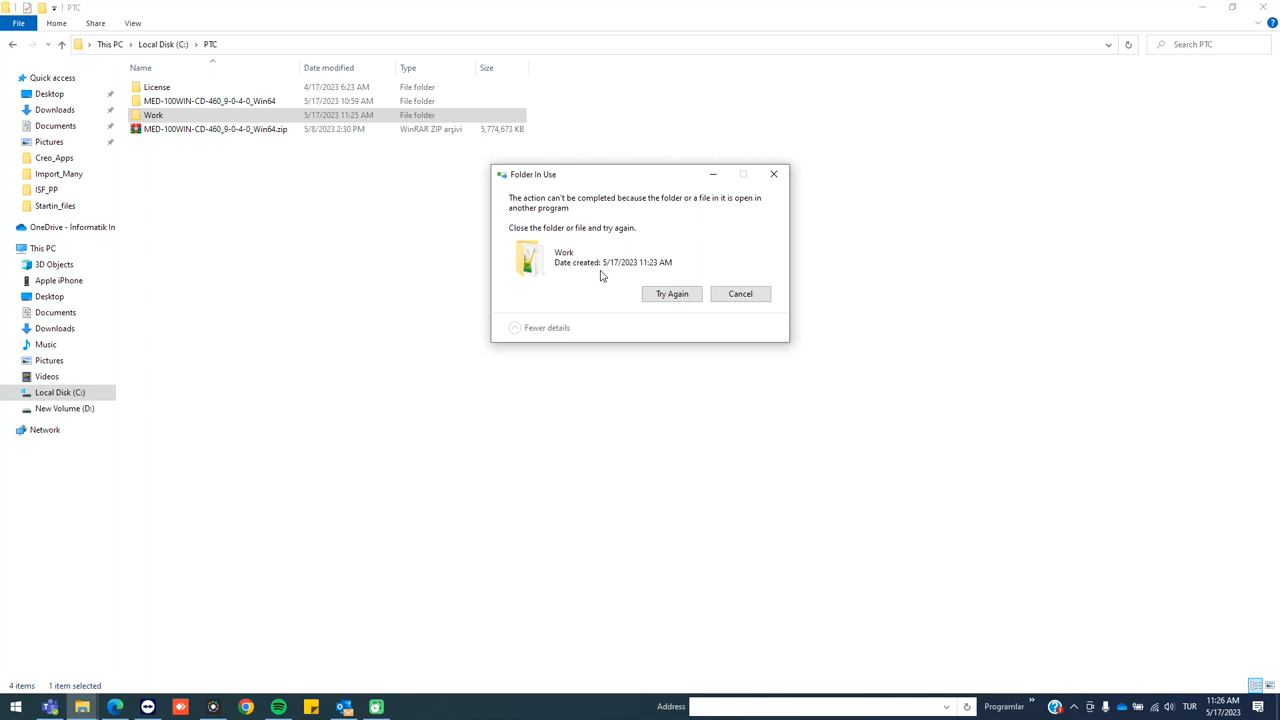 PTC
File Home Share View
This PC Local Disk (C:) PTC
Search PTC
Name Date modified Type Size
License 4/17/2023 6:23 AM File folder
MED-100WIN-CD-460_9-0-4-0_Win64 5/17/2023 10:59 AM File folder
Work 5/17/2023 11:25 AM File folder
MED-100WIN-CD-460_9-0-4-0_Win64.zip 5/8/2023 2:30 PM WinRAR ZIP arşivi 5,774,673 KB
Quick access
Desktop
Downloads
Documents
Pictures
Creo_Apps
Import_Many
ISF_PP
Startin_files
OneDrive - İnformatik In
This PC
3D Objects
Apple iPhone
Desktop
Documents
Downloads
Music
Pictures
Videos
Local Disk (C:)
New Volume (D:)
Network
Folder In Use
The action can't be completed because the folder or a file in it is open in
another program
Close the folder or file and try again.
Work
Date created: 5/17/2023 11:23 AM
Try Again Cancel
Fewer details
4 items 1 item selected
Address
Programlar
TUR
11:26 AM
5/17/2023